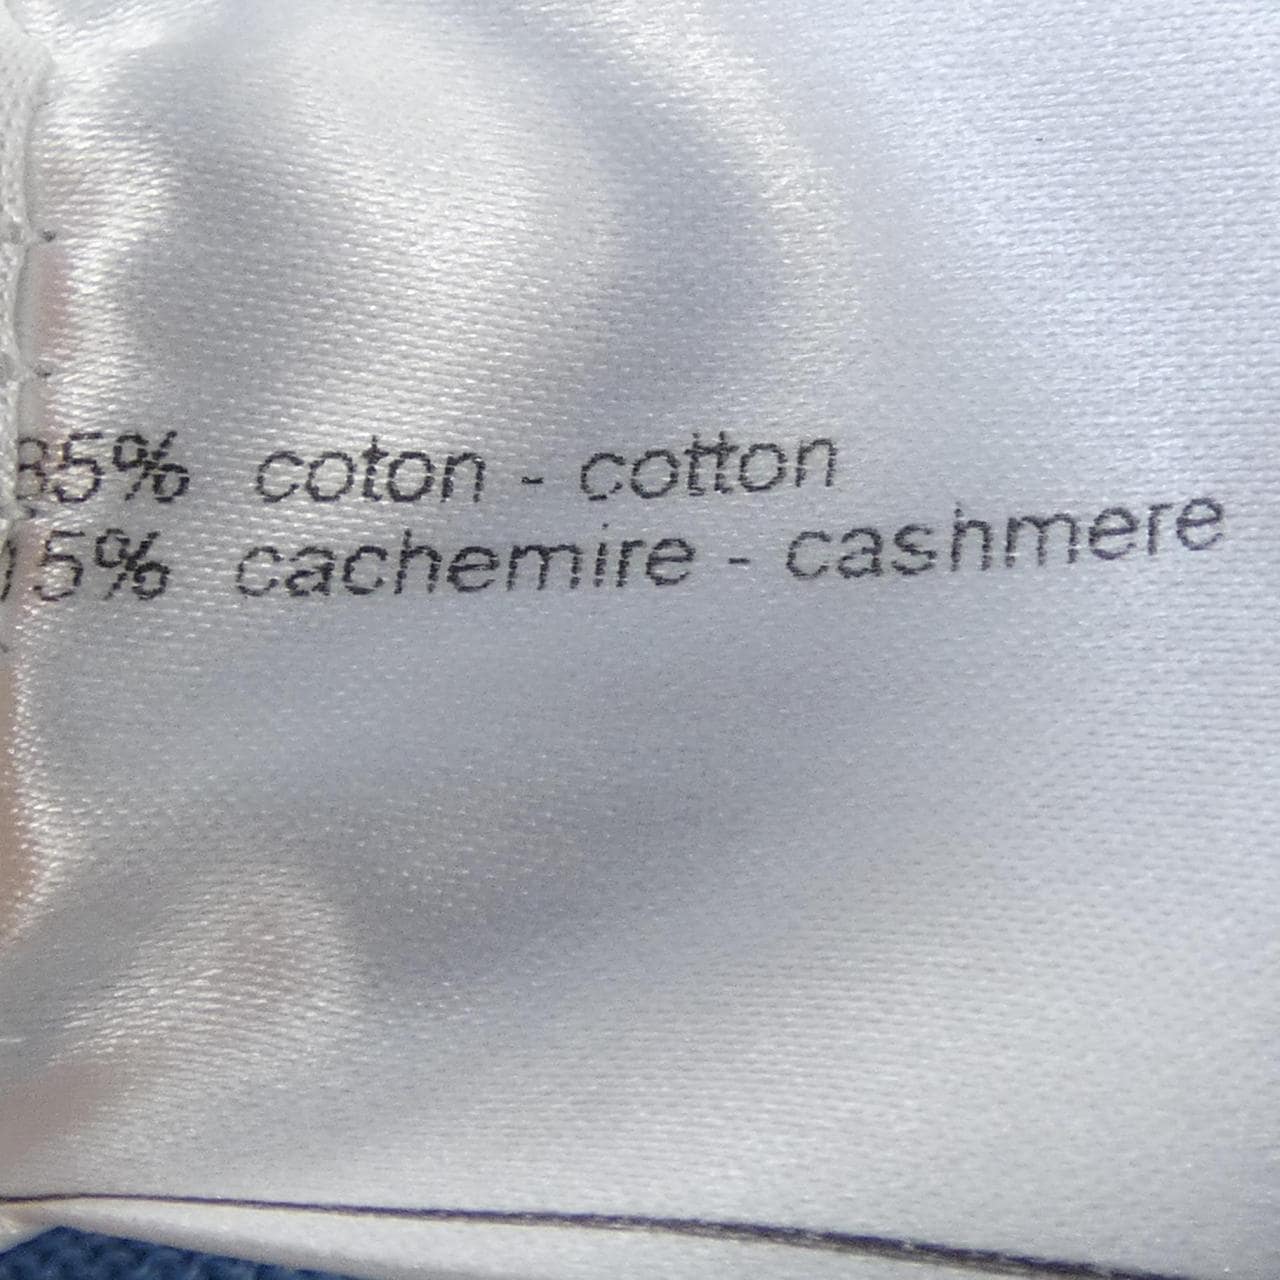 85% coton - cotton
15% cachemire - cashmere